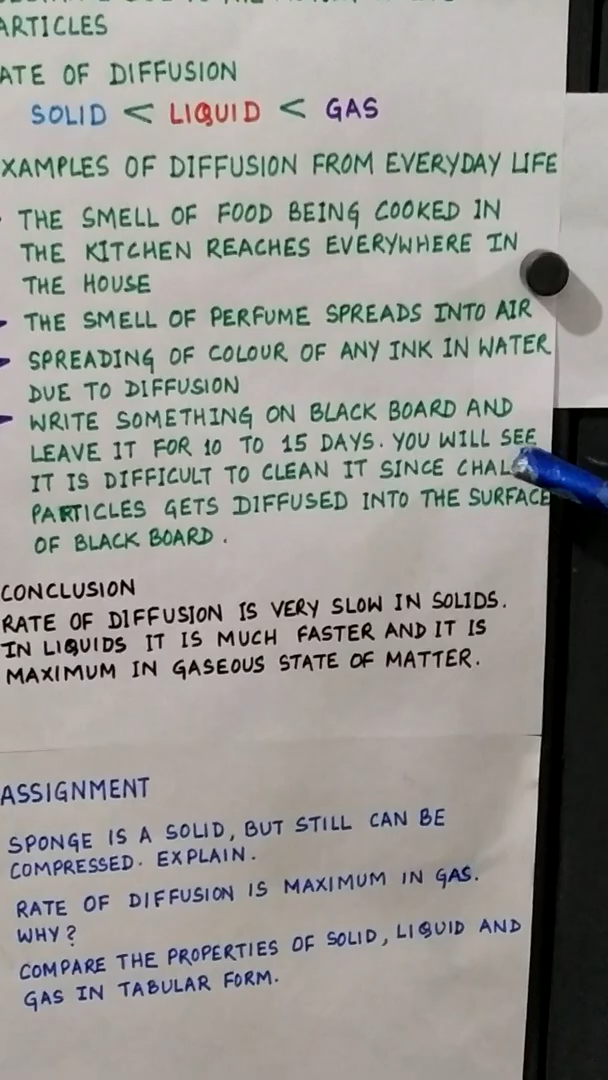 ARTICLES
ATE OF DIFFUSION
SOLID < LIQUID < GAS
XAMPLES OF DIFFUSION FROM EVERYDAY LIFE
THE SMELL OF FOOD BEING COOKED IN
THE KITCHEN REACHES EVERYWHERE IN
THE HOUSE
THE SMELL OF PERFUME SPREADS INTO AIR
SPREADING OF COLOUR OF ANY INK IN WATER
DUE TO DIFFUSION
WRITE SOMETHING ON BLACK BOARD AND
LEAVE IT FOR 10 TO 15 DAYS. YOU WILL SEE
IT IS DIFFICULT TO CLEAN IT SINCE CHAL
PARTICLES GETS DIFFUSED INTO THE SURFACE
OF BLACK BOARD.
CONCLUSION
RATE OF DIFFUSION IS VERY SLOW IN SOLIDS.
IN LIQUIDS IT IS MUCH FASTER AND IT IS
MAXIMUM IN GASEOUS STATE OF MATTER.
ASSIGNMENT
SPONGE IS A SOLID, BUT STILL CAN BE
COMPRESSED. EXPLAIN.
RATE OF DIFFUSION IS MAXIMUM IN GAS.
WHY?
COMPARE THE PROPERTIES OF SOLID, LIQUID AND
GAS IN TABULAR FORM.